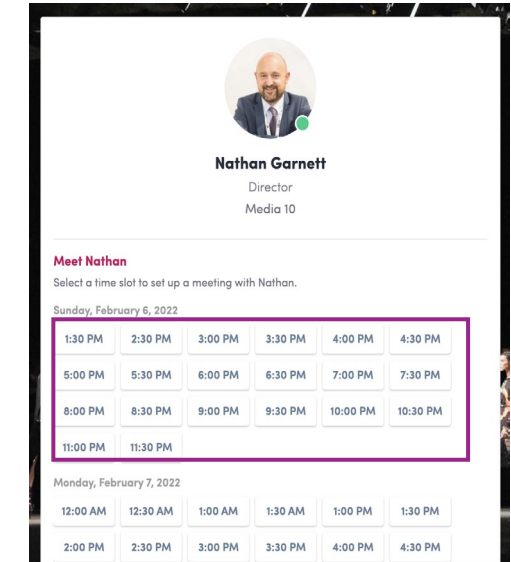 Nathan Garnett
Director
Media 10
Meet Nathan
Select a time slot to set up a meeting with Nathan.
Sunday, February 6, 2022
1:30 PM 2:30 PM 3:00 PM 3:30 PM 4:00 PM 4:30 PM
5:00 PM 5:30 PM 6:00 PM 6:30 PM 7:00 PM 7:30 PM
8:00 PM 8:30 PM 9:00 PM 9:30 PM 10:00 PM 10:30 PM
11:00 PM 11:30 PM
Monday, February 7, 2022
12:00 AM 12:30 AM 1:00 AM 1:30 AM 1:00 PM 1:30 PM
2:00 PM 2:30 PM 3:00 PM 3:30 PM 4:00 PM 4:30 PM